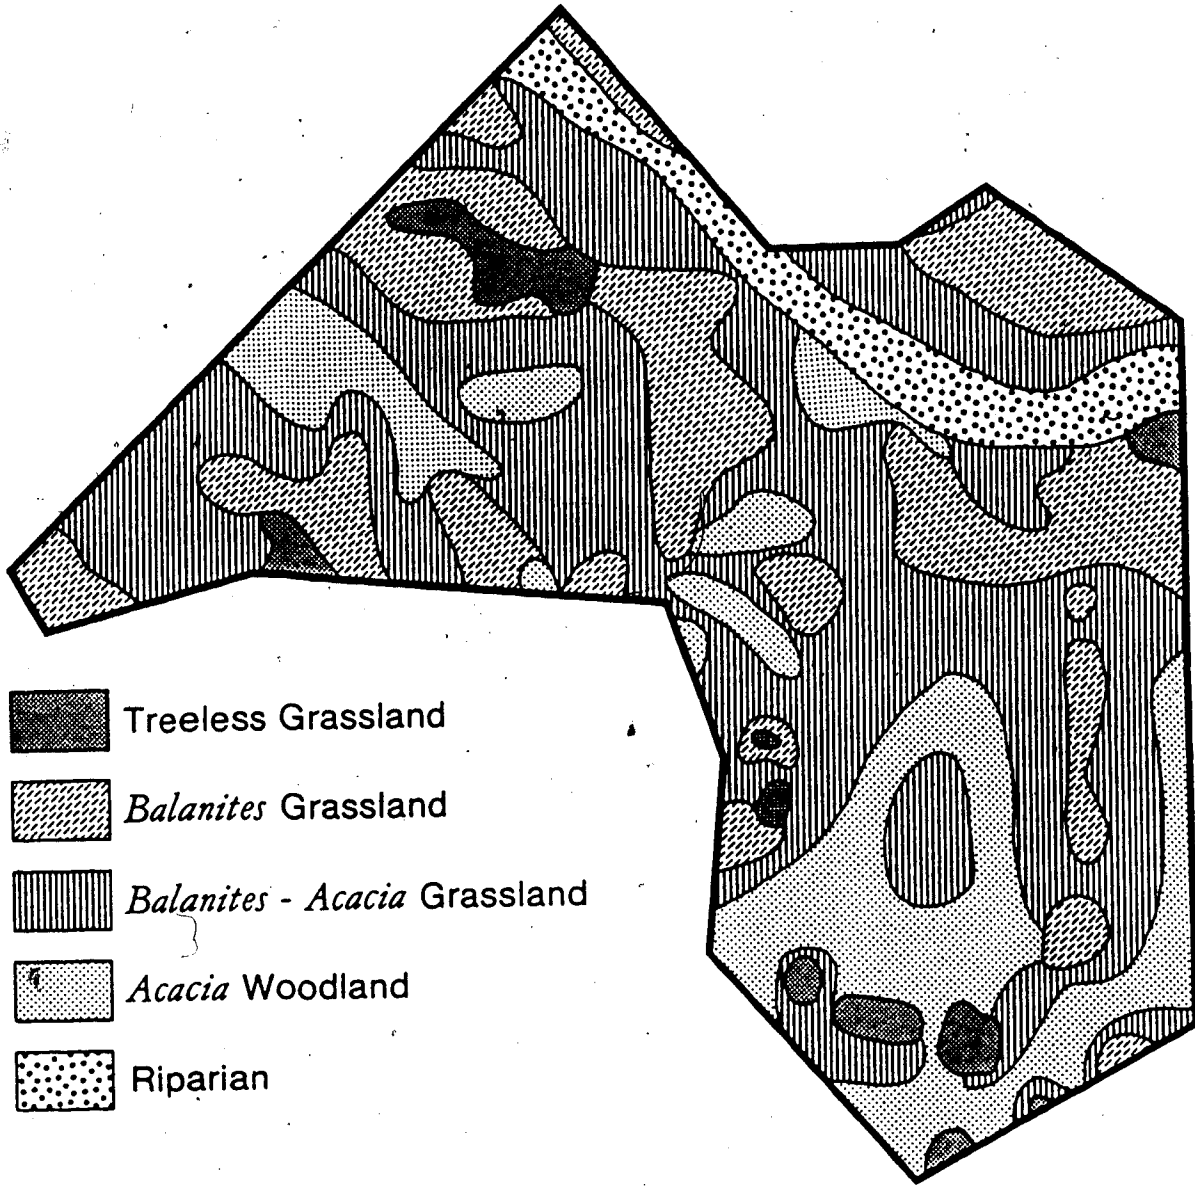 Treeless Grassland
Balanites Grassland
Balanites - Acacia Grassland
Acacia Woodland
Riparian